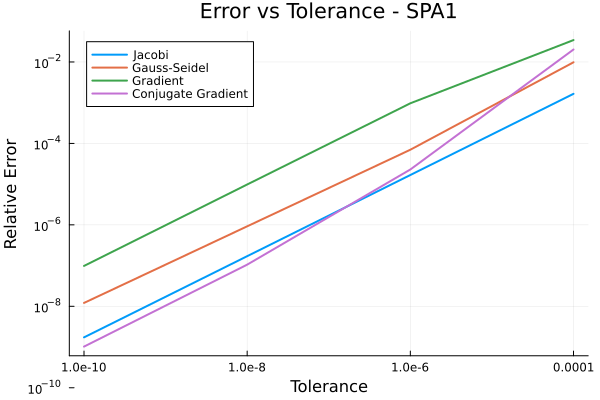 Error vs Tolerance - SPA1
Jacobi
Gauss-Seidel
Gradient
Conjugate Gradient
Relative Error
10⁻²
10⁻⁴
10⁻⁶
10⁻⁸
10⁻¹⁰
1.0e-10 1.0e-8 1.0e-6 0.0001
Tolerance